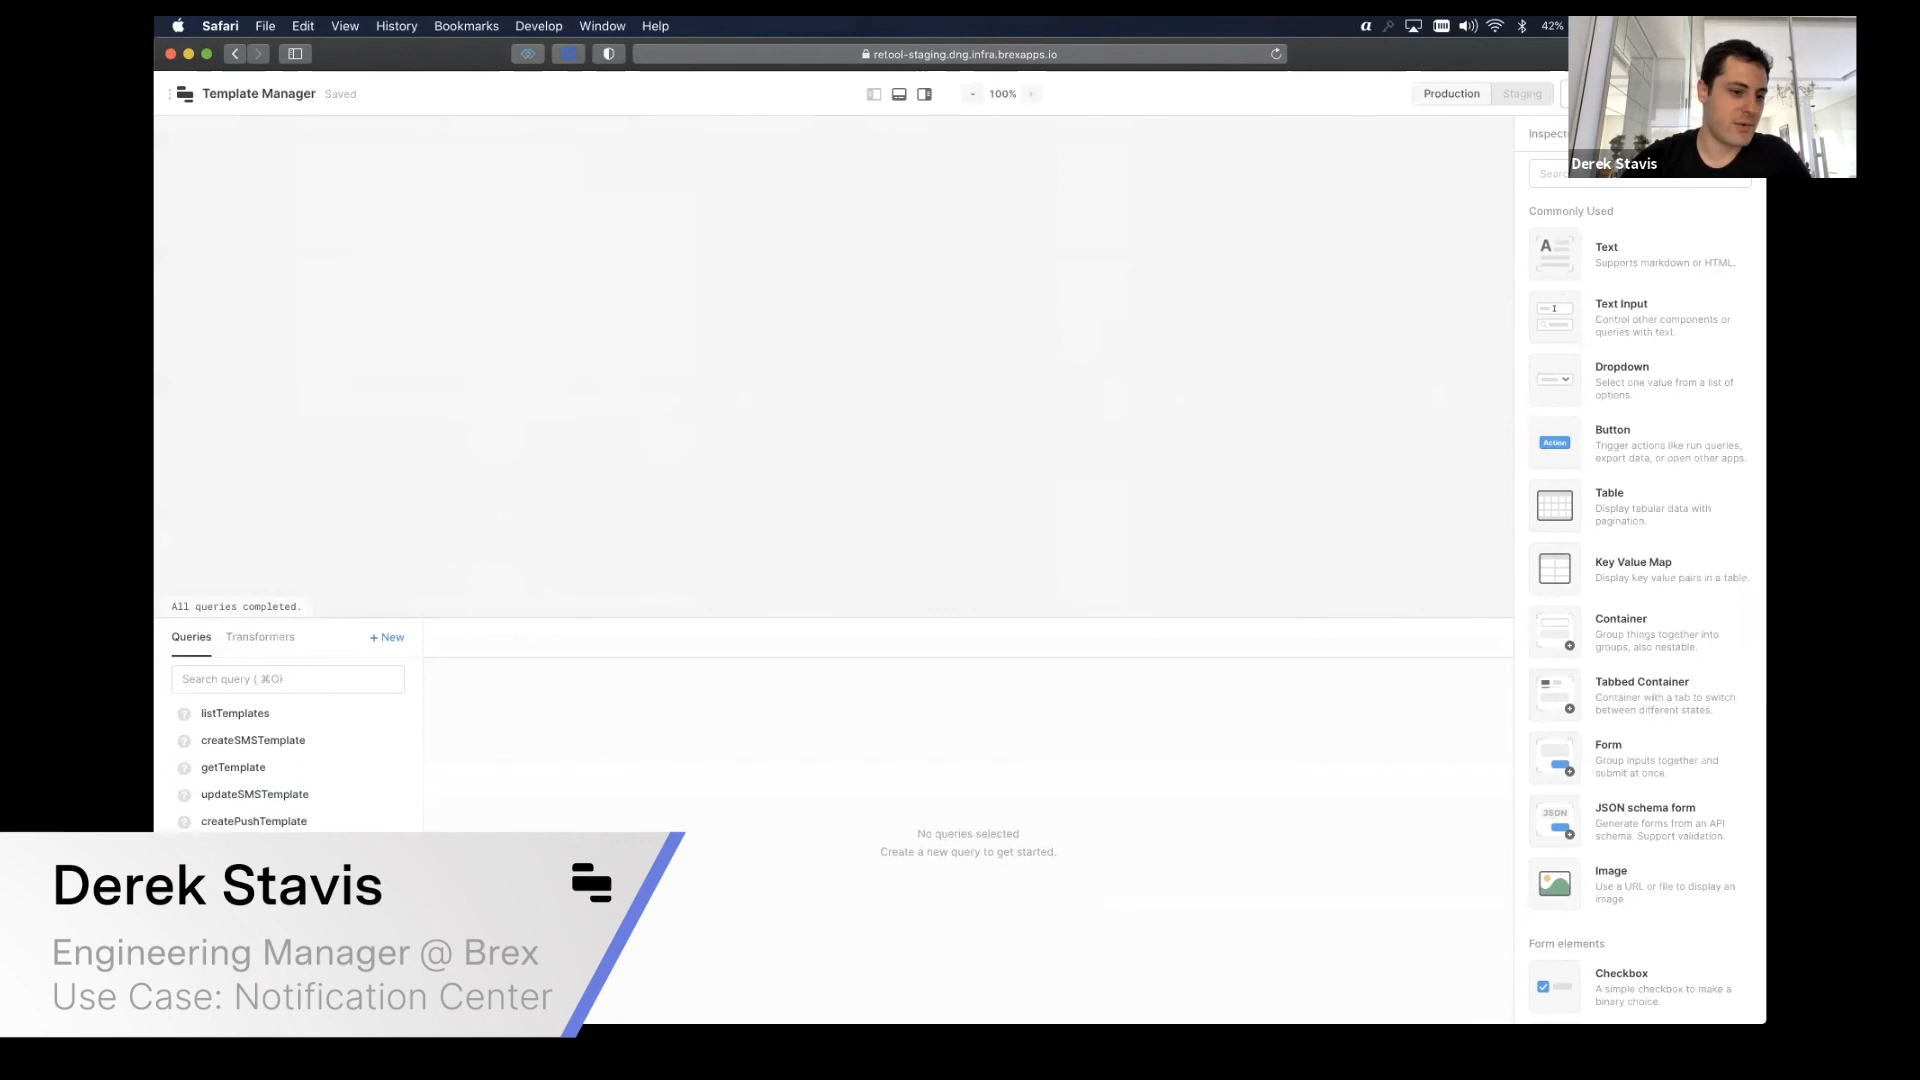 Safari File Edit View History Bookmarks Develop Window Help
42%
retool-staging.dng.infra.brexapps.io
Template Manager Saved
- 100% +
Production Staging
Derek Stavis
Inspect
Sear
Commonly Used
A
Text
Supports markdown or HTML.
Text Input
Control other components or
queries with text.
Dropdown
Select one value from a list of
options.
Action
Button
Trigger actions like run queries,
export data, or open other apps.
Table
Display tabular data with
pagination.
Key Value Map
Display key value pairs in a table.
Container
Group things together into
groups, also nestable.
Tabbed Container
Container with a tab to switch
between different states.
Form
Group inputs together and
submit at once.
JSON
JSON schema form
Generate forms from an API
schema. Support validation.
Image
Use a URL or file to display an
image
Form elements
Checkbox
A simple checkbox to make a
binary choice.
All queries completed.
Queries Transformers + New
Search query ( ⌘O)
listTemplates
createSMSTemplate
getTemplate
updateSMSTemplate
createPushTemplate
No queries selected
Create a new query to get started.
Derek Stavis
Engineering Manager @ Brex
Use Case: Notification Center